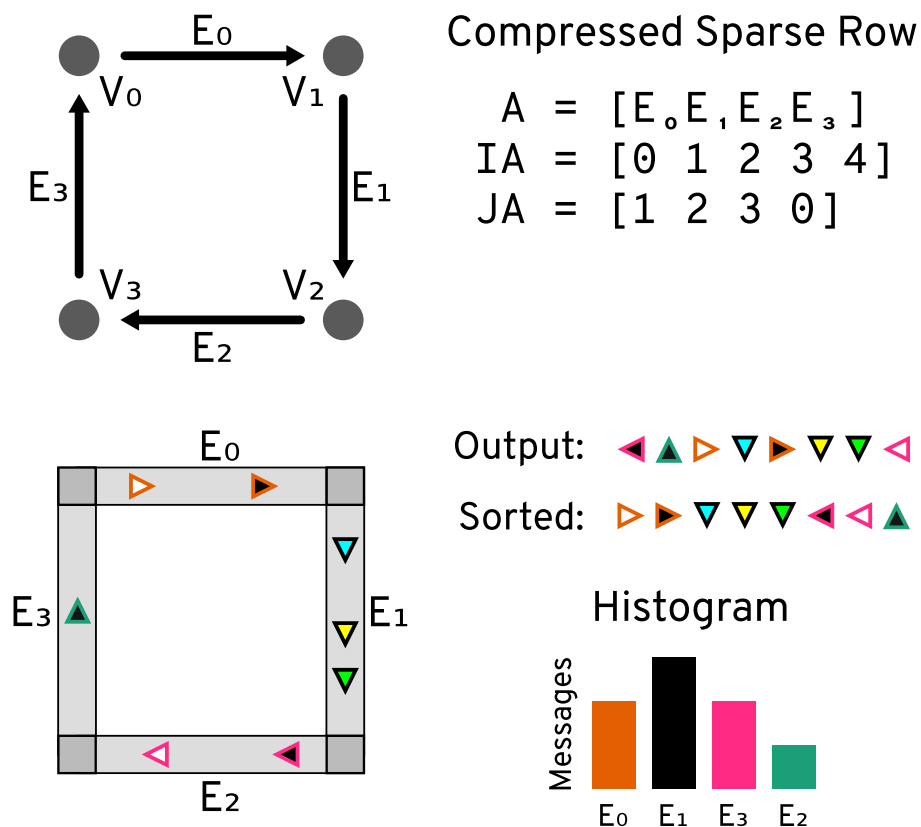 E₀
V₀
V₁
E₃
E₁
V₃
V₂
E₂
Compressed Sparse Row
A = [E₀E₁E₂E₃ ]
IA = [0 1 2 3 4]
JA = [1 2 3 0]
E₀
E₃
E₁
E₂
Output:
Sorted:
Histogram
Messages
E₀ E₁ E₃ E₂